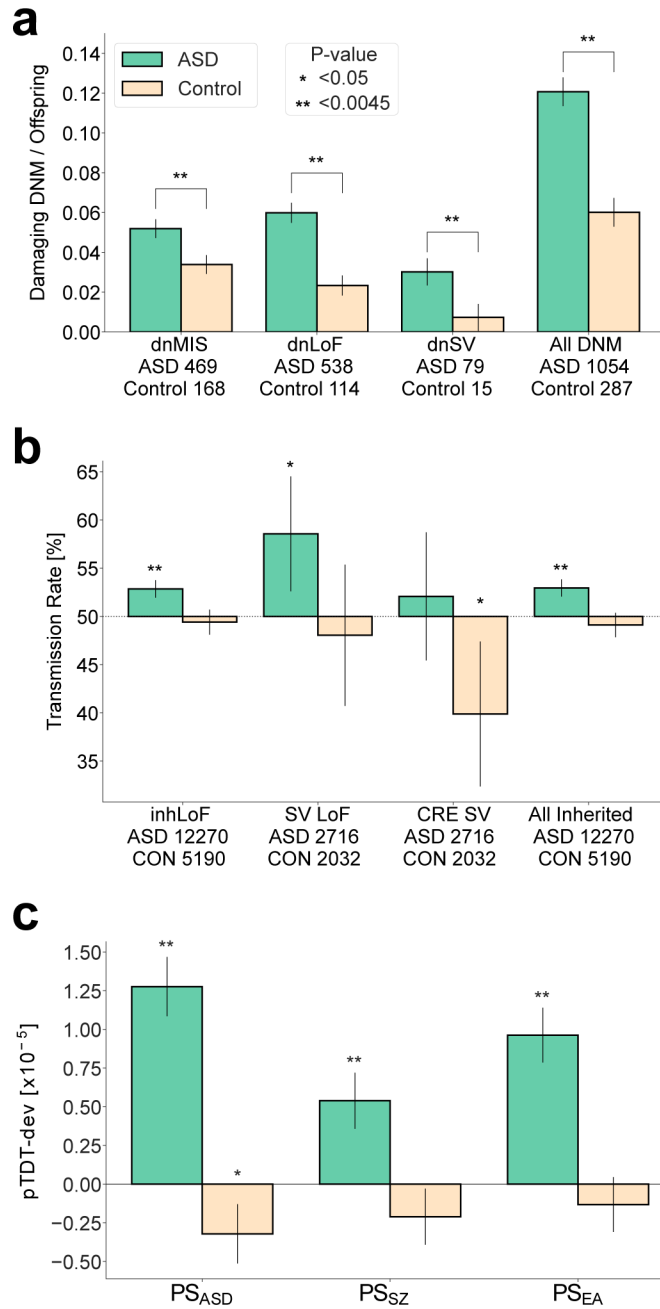 a
Damaging DNM / Offspring
0.14
0.12
0.10
0.08
0.06
0.04
0.02
0.00
ASD
Control
P-value
* <0.05
** <0.0045
**
**
**
**
dnMIS
ASD 469
Control 168
dnLoF
ASD 538
Control 114
dnSV
ASD 79
Control 15
All DNM
ASD 1054
Control 287
b
Transmission Rate [%]
65
60
55
50
45
40
35
**
*
*
**
inhLoF
ASD 12270
CON 5190
SV LoF
ASD 2716
CON 2032
CRE SV
ASD 2716
CON 2032
All Inherited
ASD 12270
CON 5190
c
pTDT-dev [x10⁻⁵]
1.50
1.25
1.00
0.75
0.50
0.25
0.00
−0.25
−0.50
**
*
**
**
PS_ASD
PS_SZ
PS_EA